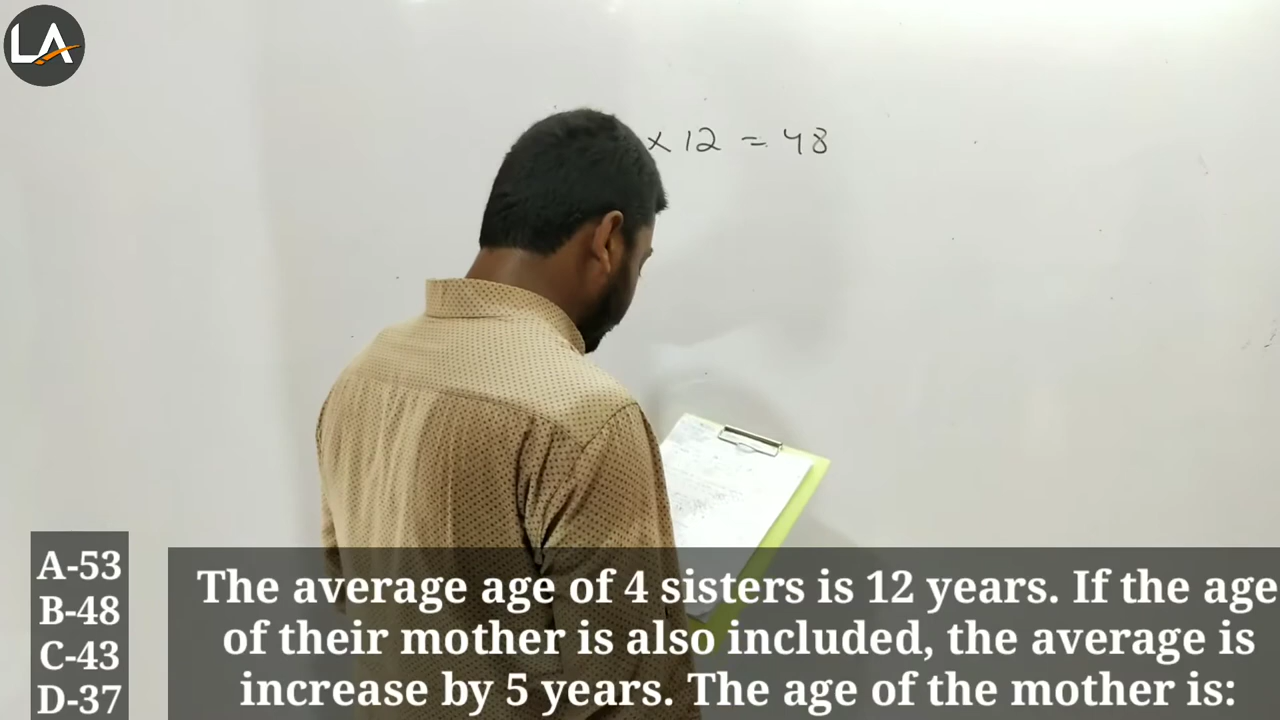 LA
x 12 = 48
A-53
B-48
C-43
D-37
The average age of 4 sisters is 12 years. If the age
of their mother is also included, the average is
increase by 5 years. The age of the mother is: